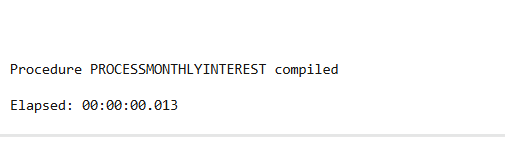 Procedure PROCESSMONTHLYINTEREST compiled
Elapsed: 00:00:00.013